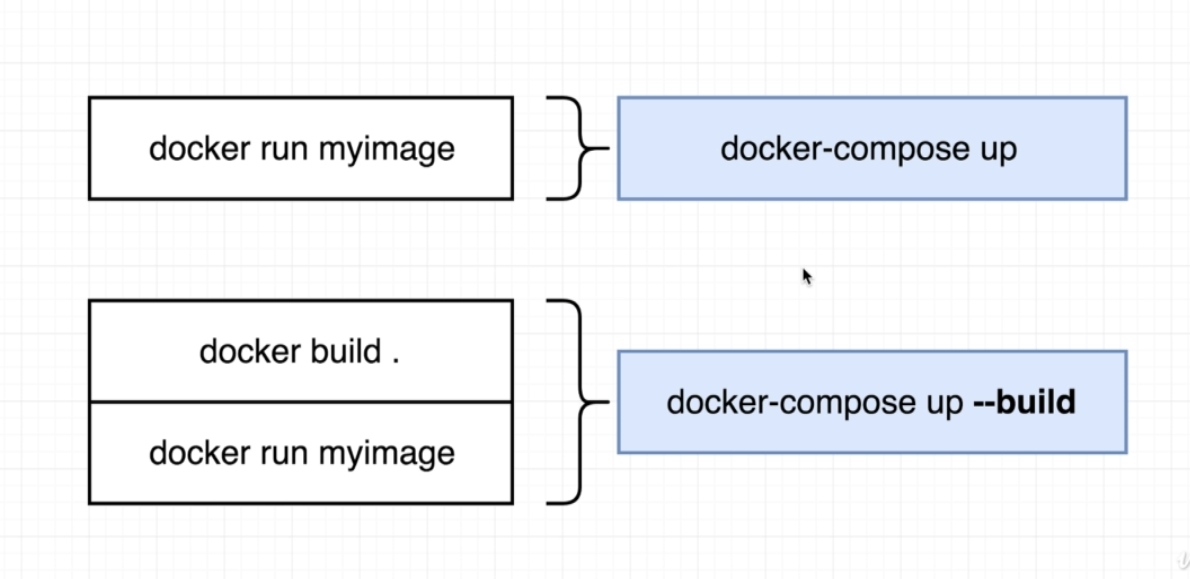 docker run myimage
docker-compose up
docker build .
docker run myimage
docker-compose up --build